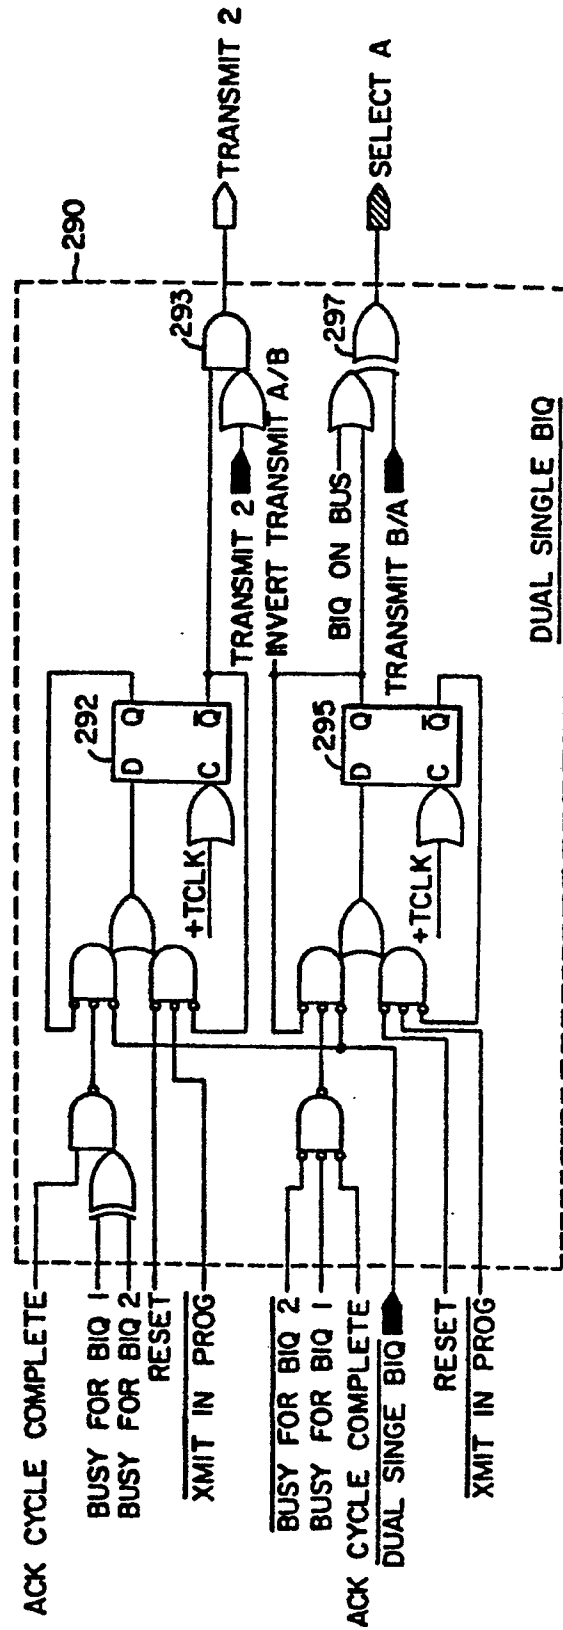 ACK CYCLE COMPLETE
BUSY FOR BIQ 1
BUSY FOR BIQ 2
RESET
XMIT IN PROG
BUSY FOR BIQ 2
BUSY FOR BIQ 1
ACK CYCLE COMPLETE
DUAL SINGE BIQ
RESET
XMIT IN PROG
292
D
Q
C
Q
+TCLK
295
D
Q
C
Q
+TCLK
TRANSMIT 2
INVERT TRANSMIT A/B
BIQ ON BUS
TRANSMIT B/A
293
297
290
TRANSMIT 2
SELECT A
DUAL SINGLE BIQ